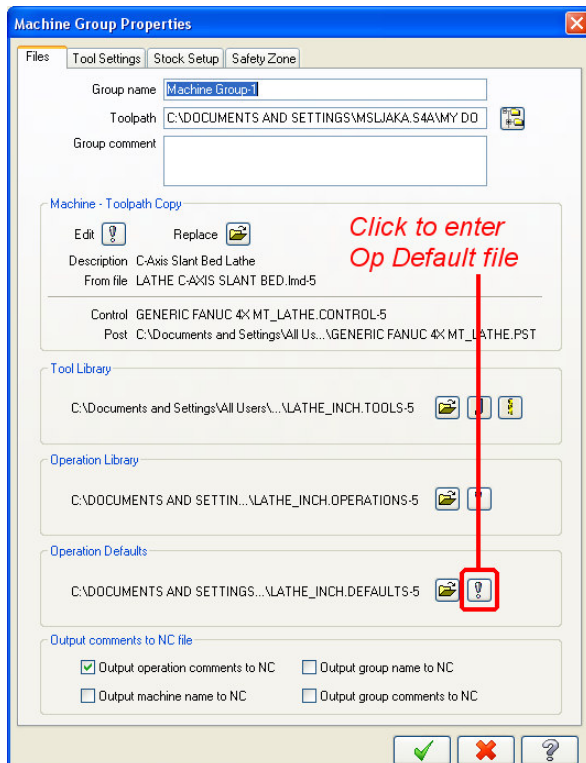 Machine Group Properties
Files Tool Settings Stock Setup Safety Zone
Group name Machine Group-1
Toolpath C:\DOCUMENTS AND SETTINGS\MSLJAKA.S4A\MY DO
Group comment
Machine - Toolpath Copy
Edit Replace
Click to enter
Op Default file
Description C-Axis Slant Bed Lathe
From file LATHE C-AXIS SLANT BED.lmd-5
Control GENERIC FANUC 4X MT_LATHE.CONTROL-5
Post C:\Documents and Settings\All Us...\GENERIC FANUC 4X MT_LATHE.PST
Tool Library
C:\Documents and Settings\All Users\...\LATHE_INCH.TOOLS-5
Operation Library
C:\DOCUMENTS AND SETTIN...\LATHE_INCH.OPERATIONS-5
Operation Defaults
C:\DOCUMENTS AND SETTINGS...\LATHE_INCH.DEFAULTS-5
Output comments to NC file
Output operation comments to NC Output group name to NC
Output machine name to NC Output group comments to NC